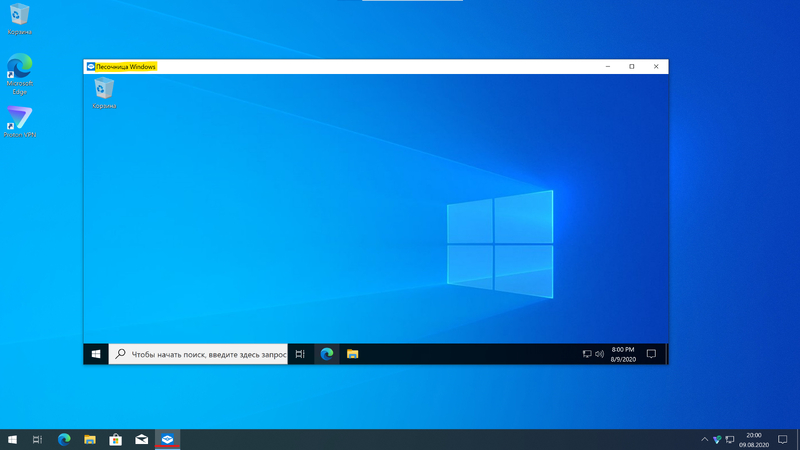 Корзина
Microsoft
Edge
Proton VPN
Песочница Windows
Корзина
Чтобы начать поиск, введите здесь запрос
8:00 PM
8/9/2020
20:00
09.08.2020